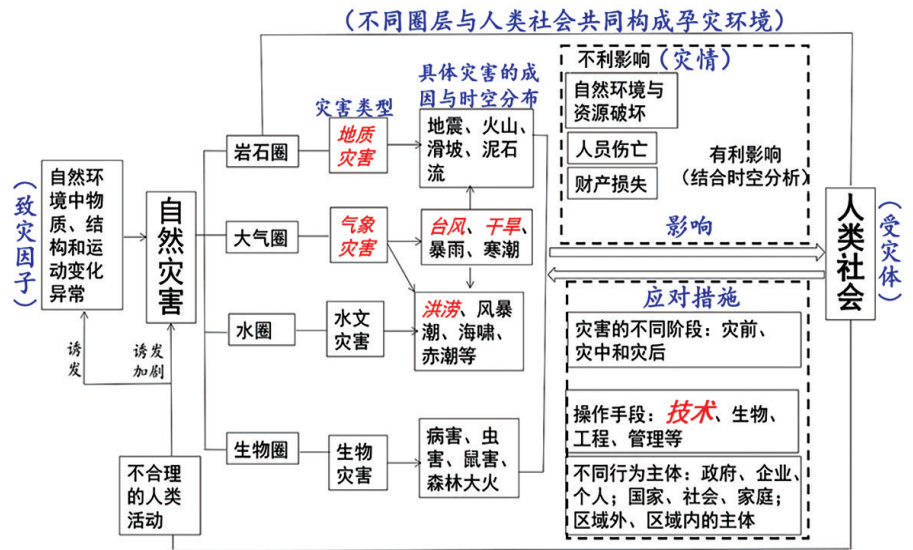 (不同圈层与人类社会共同构成孕灾环境)
不利影响(灾情)
自然环境与
资源破坏
人员伤亡
财产损失
有利影响
(结合时空分析)
影响
具体灾害的成
因与时空分布
灾害类型
岩石圈
地质
灾害
地震、火山、
滑坡、泥石
流
(致灾因子)
自然环
境中物
质、结
构和运
动变化
异常
自然灾害
大气圈
气象
灾害
台风、干旱、
暴雨、寒潮
人类社会
(受灾体)
水圈
水文
灾害
洪涝、风暴
潮、海啸、
赤潮等
诱发
诱发
加剧
应对措施
灾害的不同阶段:灾前、
灾中和灾后
操作手段:技术、生物、
工程、管理等
不同行为主体:政府、企业、
个人;国家、社会、家庭;
区域外、区域内的主体
生物圈
生物
灾害
病害、虫
害、鼠害、
森林大火
不合理
的人类
活动